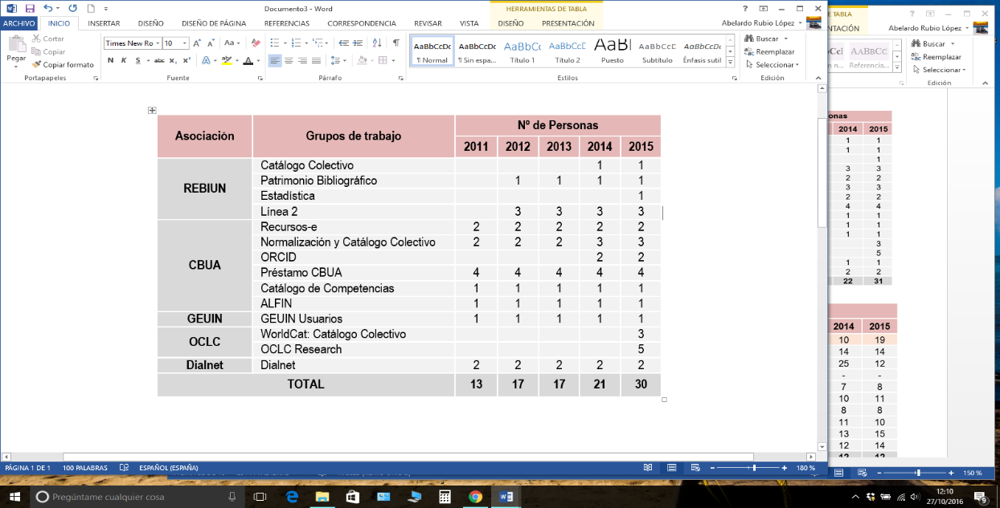 Documento3 - Word
HERRAMIENTAS DE TABLA
ARCHIVO INICIO INSERTAR DISEÑO DISEÑO DE PÁGINA REFERENCIAS CORRESPONDENCIA REVISAR VISTA DISEÑO PRESENTACIÓN
Abelardo Rubio López
Pegar
Cortar
Copiar
Copiar formato
Portapapeles
Times New Ro 10
N K S abc x₂ x²
Fuente
Párrafo
AaBbCcDc AaBbCcDc AaBbC AaBbCcE AaBl AaBbCcC AaBbCcDc
¶ Normal ¶ Sin espa... Título 1 Título 2 Puesto Subtítulo Énfasis sutil
Estilos
Buscar
Reemplazar
Seleccionar
Edición
Asociación Grupos de trabajo Nº de Personas
2011 2012 2013 2014 2015
REBIUN
Catálogo Colectivo 1 1
Patrimonio Bibliográfico 1 1 1 1
Estadística 1
Línea 2 3 3 3 3
CBUA
Recursos-e 2 2 2 2 2
Normalización y Catálogo Colectivo 2 2 2 3 3
ORCID 2 2
Préstamo CBUA 4 4 4 4 4
Catálogo de Competencias 1 1 1 1 1
ALFIN 1 1 1 1 1
GEUIN GEUIN Usuarios 1 1 1 1 1
OCLC
WorldCat: Catálogo Colectivo 3
OCLC Research 5
Dialnet Dialnet 2 2 2 2 2
TOTAL 13 17 17 21 30
PÁGINA 1 DE 1 100 PALABRAS ESPAÑOL (ESPAÑA) 180 %
E TABLA
NTACIÓN
Abelardo Rubio López
Referencia...
Buscar
Reemplazar
Seleccionar
Edición
onas
2014 2015
1 1
1 1
1
3 3
2 2
3 3
2 2
4 4
1 1
1 1
1 1
3
5
1 1
2 2
22 31
2014 2015
10 19
14 14
25 12
- -
7 8
10 11
8 8
11 10
13 15
12 14
12 12
150 %
Pregúntame cualquier cosa
12:10
27/10/2016
9